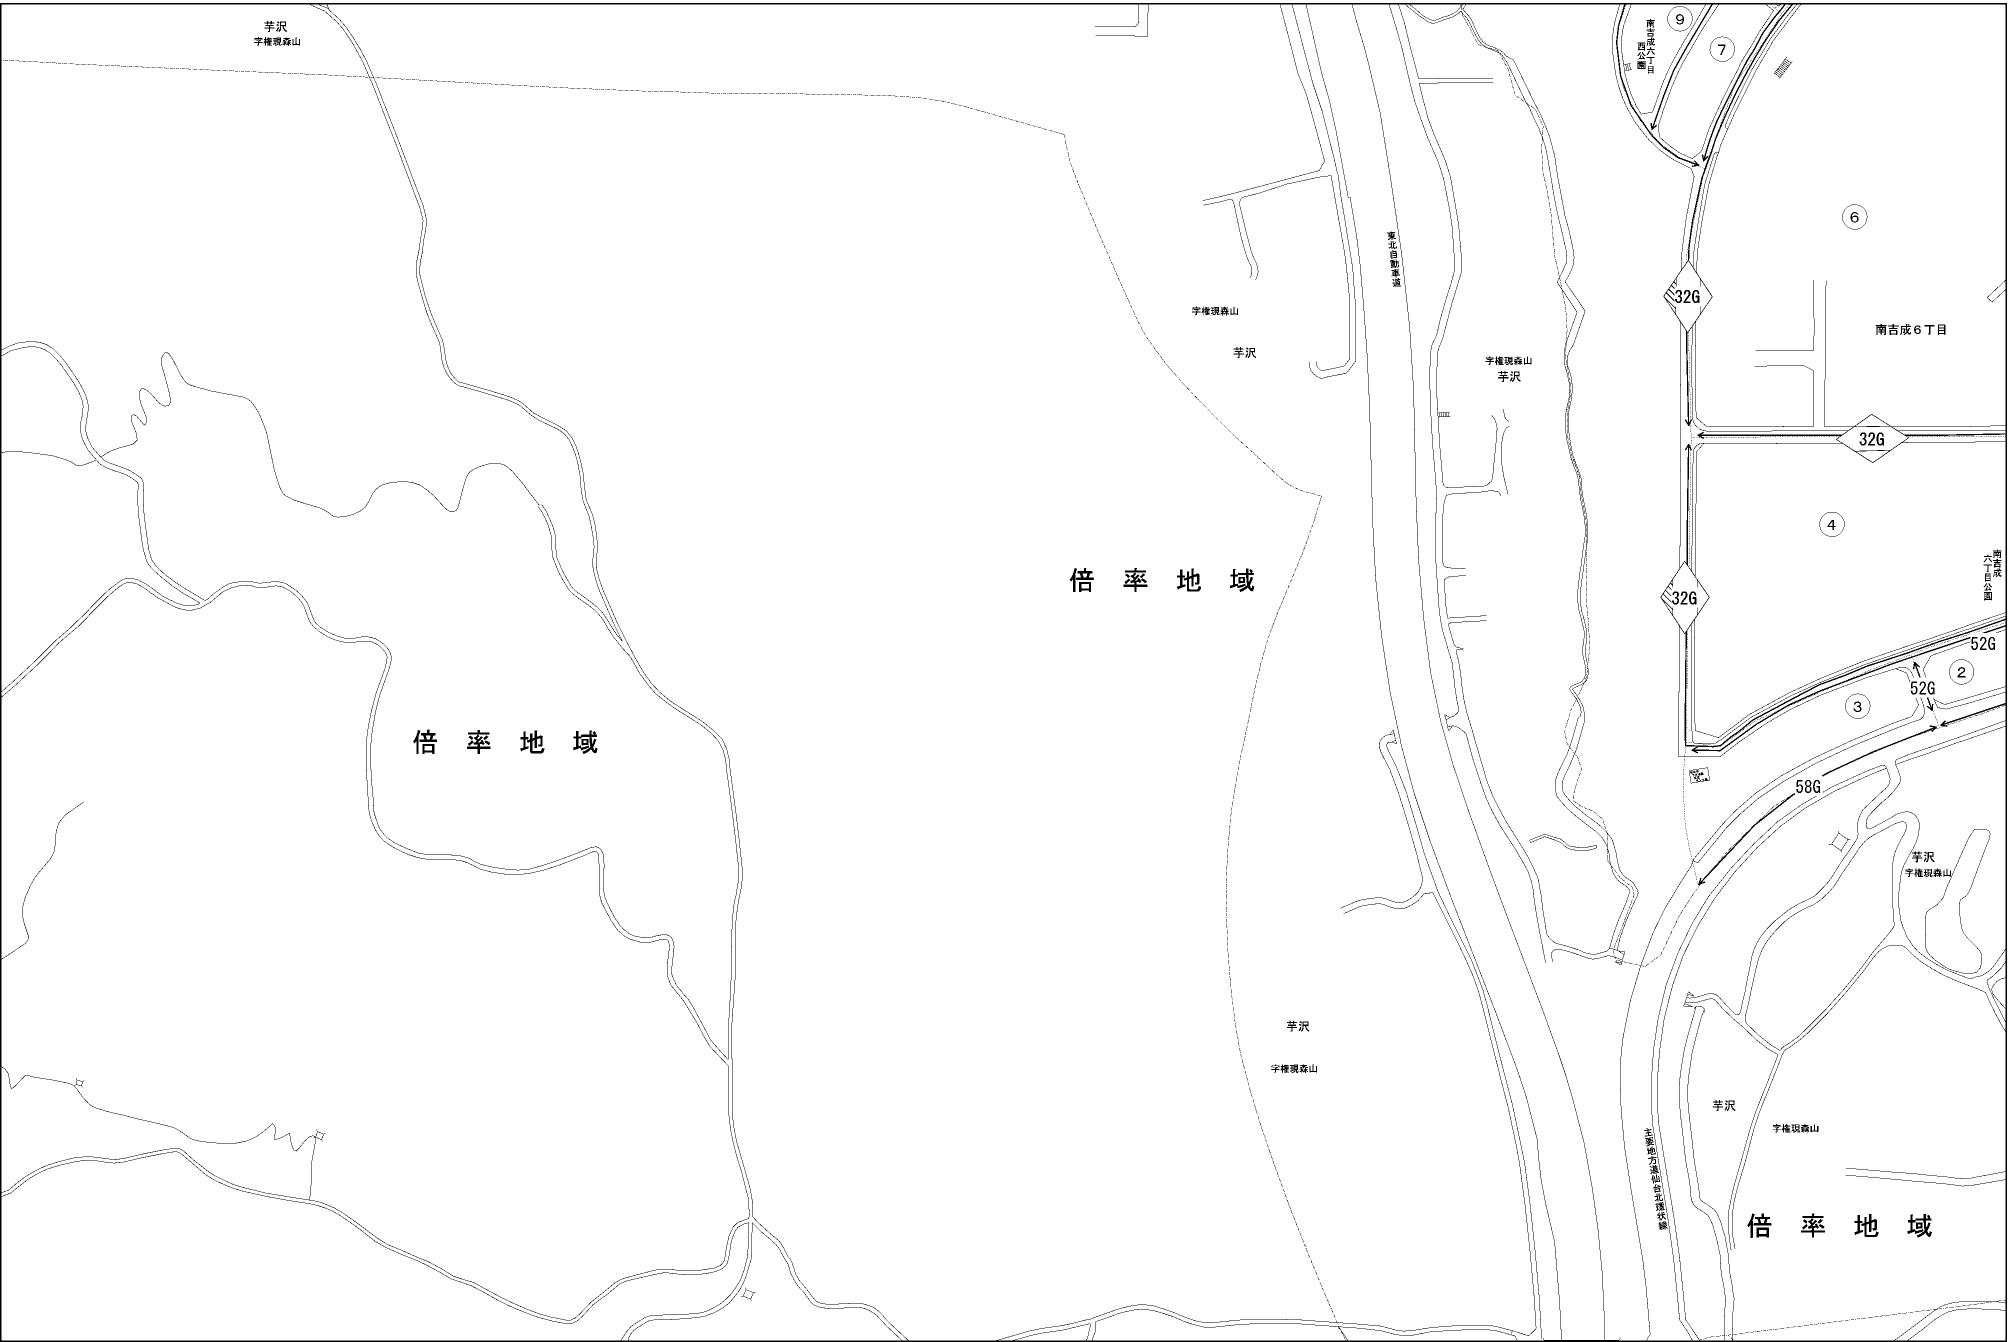 芋沢
字権現森山
9
南吉成六丁目
西公園
7
6
東北自動車道
32G
字権現森山
芋沢
南吉成６丁目
字権現森山
芋沢
32G
4
南吉成
六丁目公園
倍率地域
32G
52G
2
52G
3
倍率地域
58G
芋沢
字権現森山
芋沢
字権現森山
芋沢
字権現森山
主要地方道仙台北環状線
倍率地域